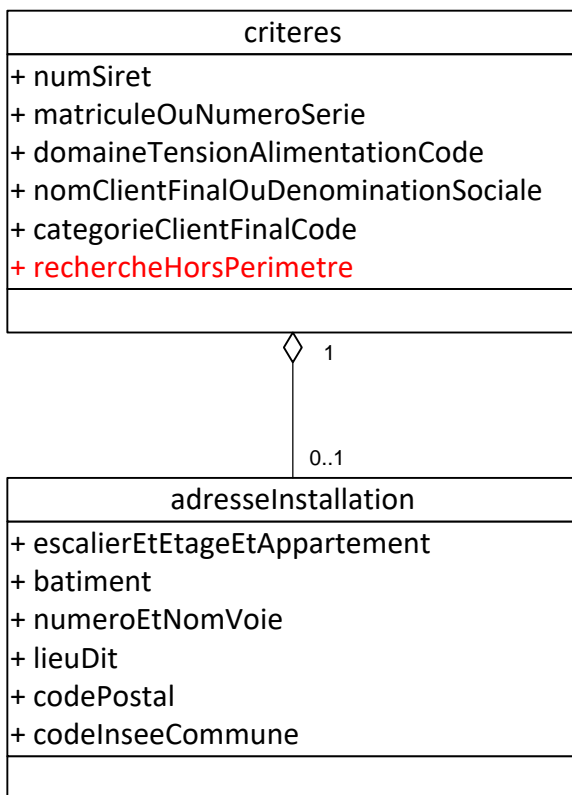 criteres
+ numSiret
+ matriculeOuNumeroSerie
+ domaineTensionAlimentationCode
+ nomClientFinalOuDenominationSociale
+ categorieClientFinalCode
+ rechercheHorsPerimetre
1
0..1
adresseInstallation
+ escalierEtEtageEtAppartement
+ batiment
+ numeroEtNomVoie
+ lieuDit
+ codePostal
+ codeInseeCommune